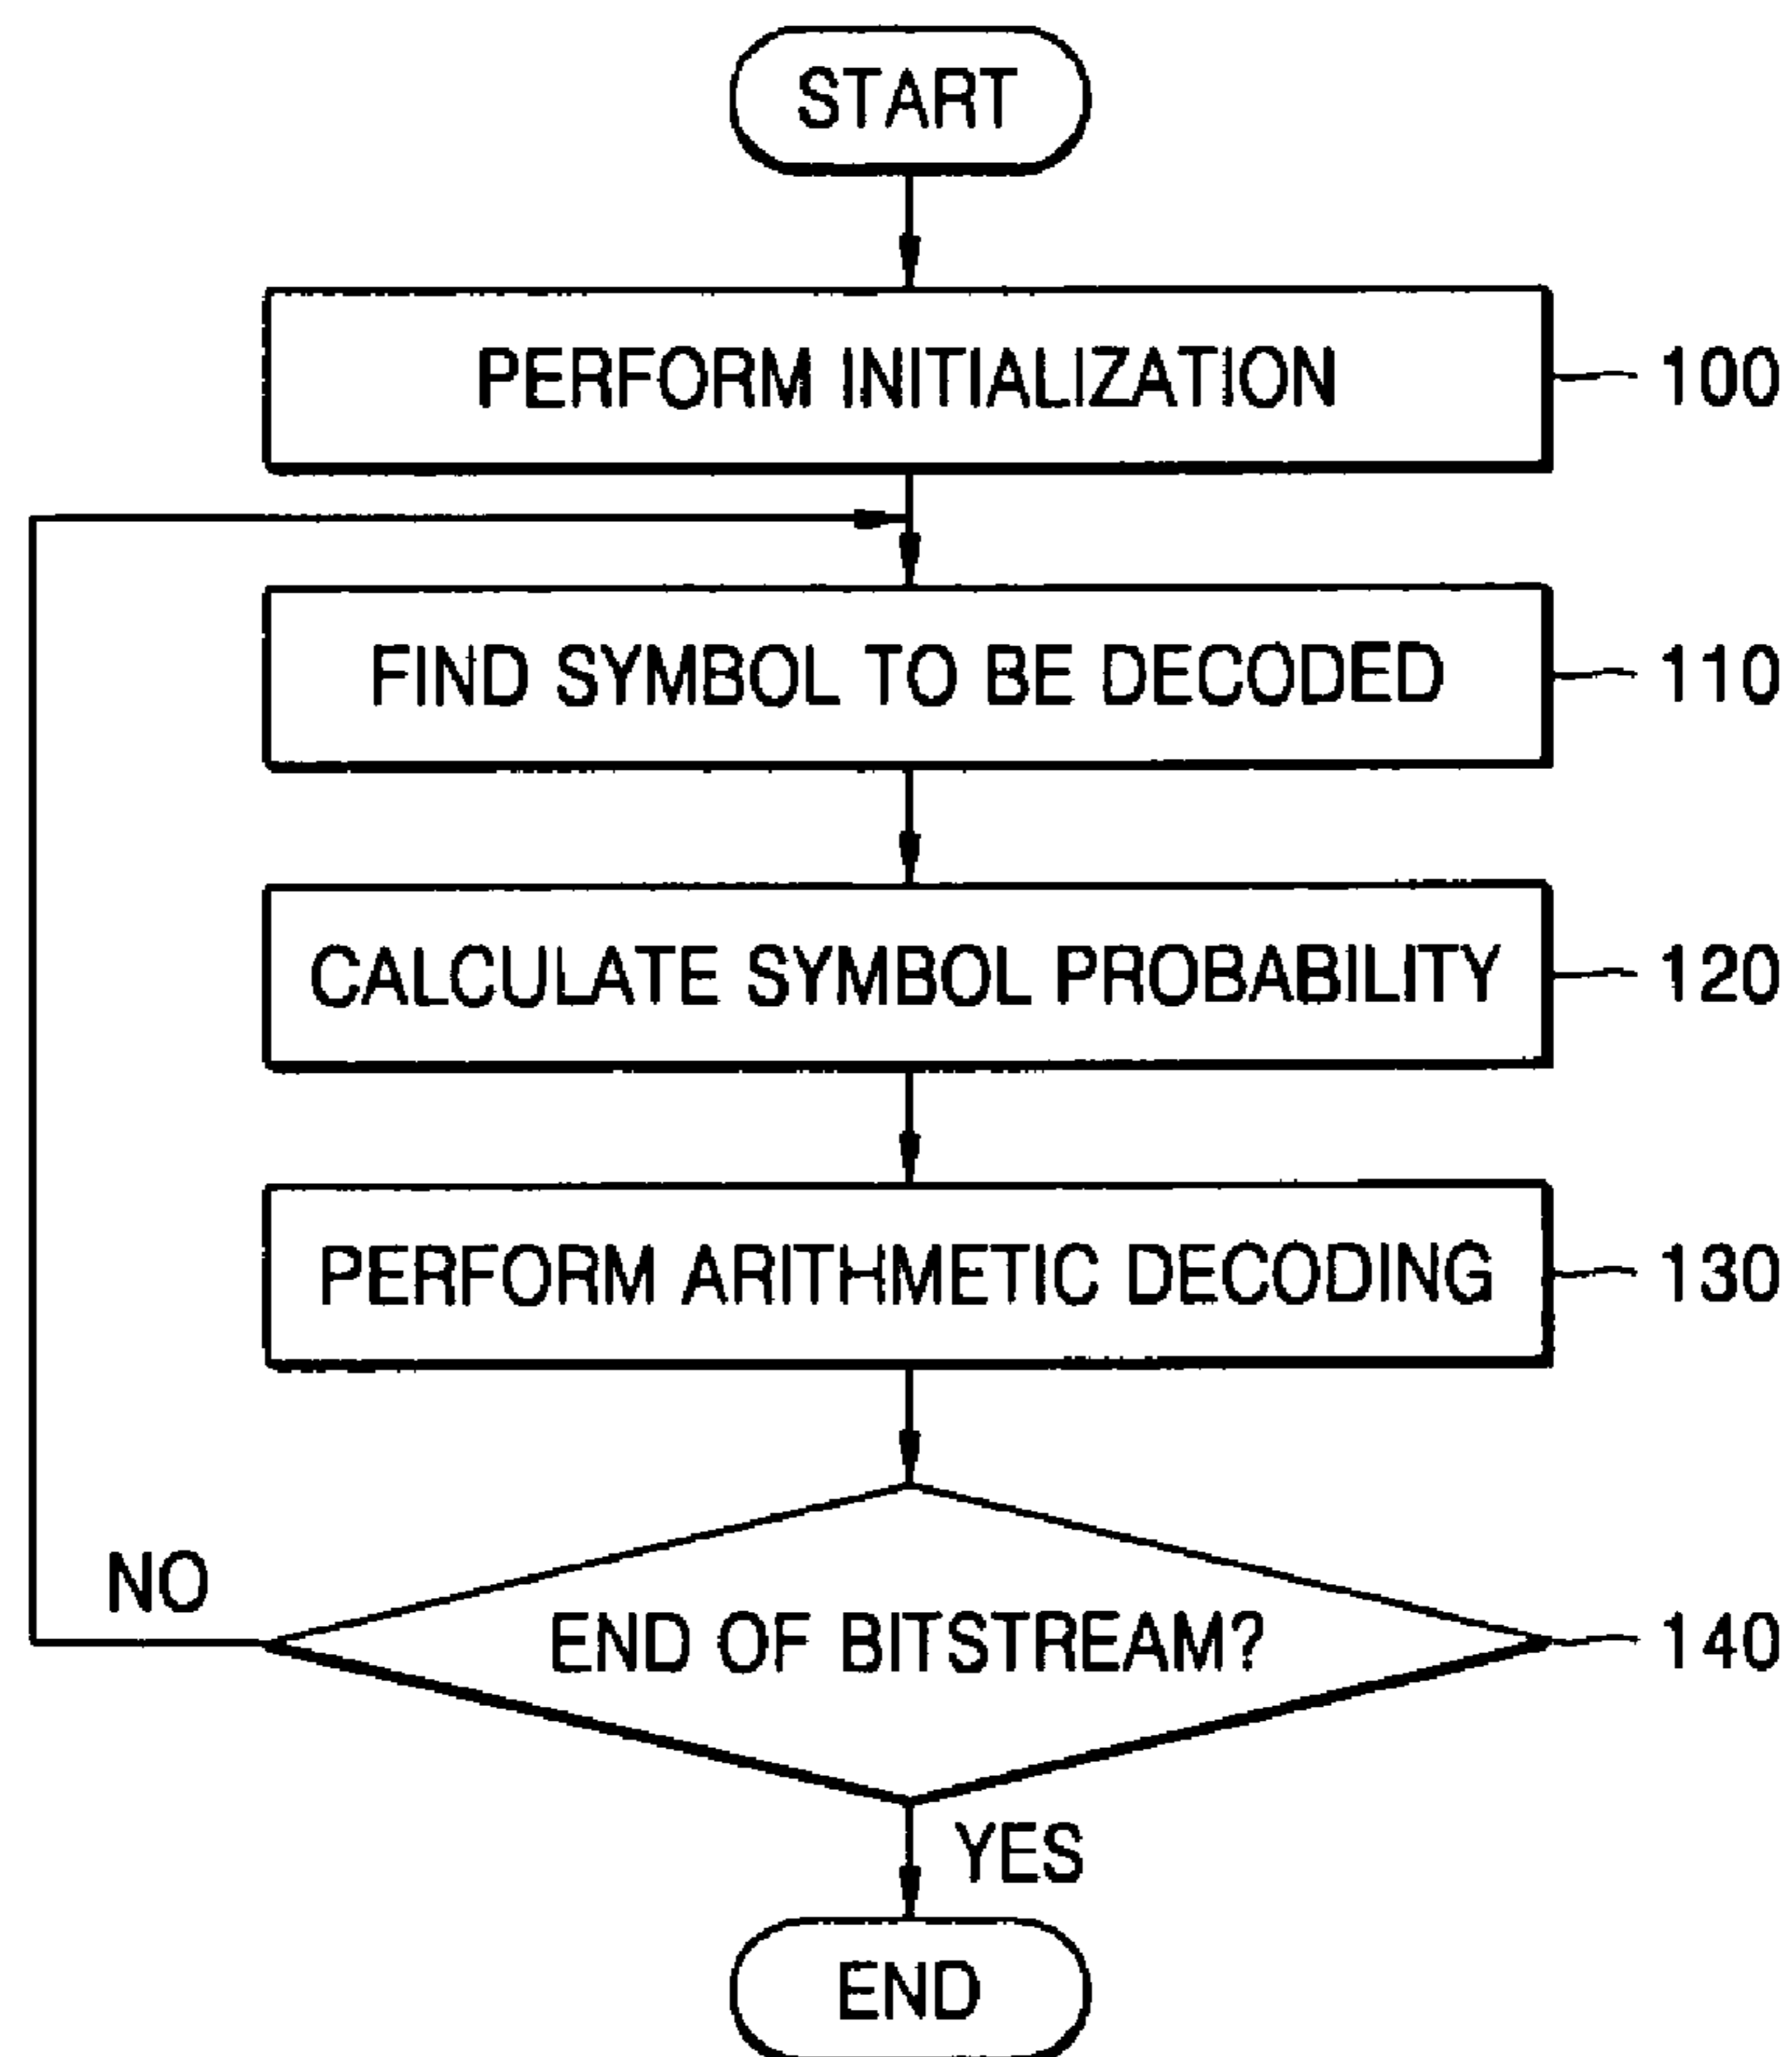 START
PERFORM INITIALIZATION
100
FIND SYMBOL TO BE DECODED
110
CALCULATE SYMBOL PROBABILITY
120
PERFORM ARITHMETIC DECODING
130
NO
END OF BITSTREAM?
140
YES
END